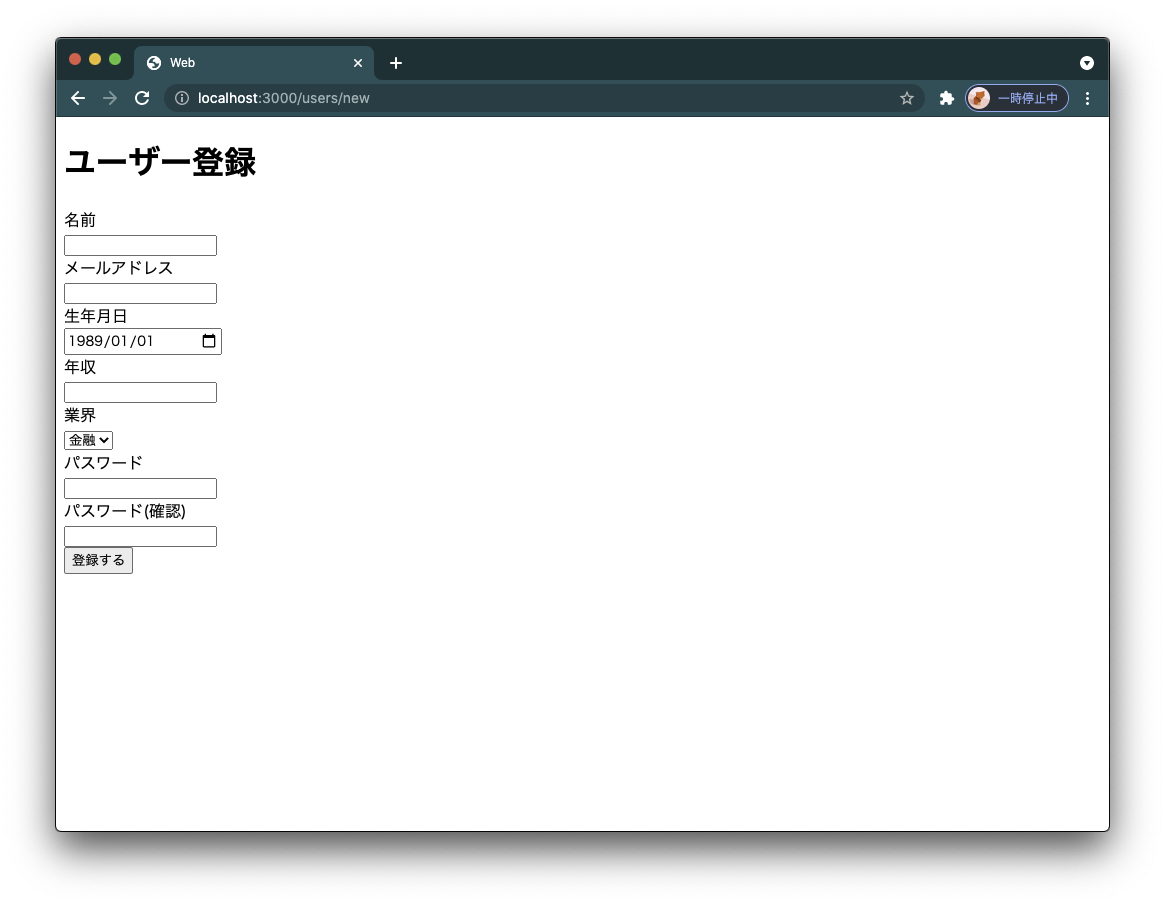 Web
localhost:3000/users/new
一時停止中
ユーザー登録
名前
メールアドレス
生年月日
1989/01/01
年収
業界
金融
パスワード
パスワード(確認)
登録する